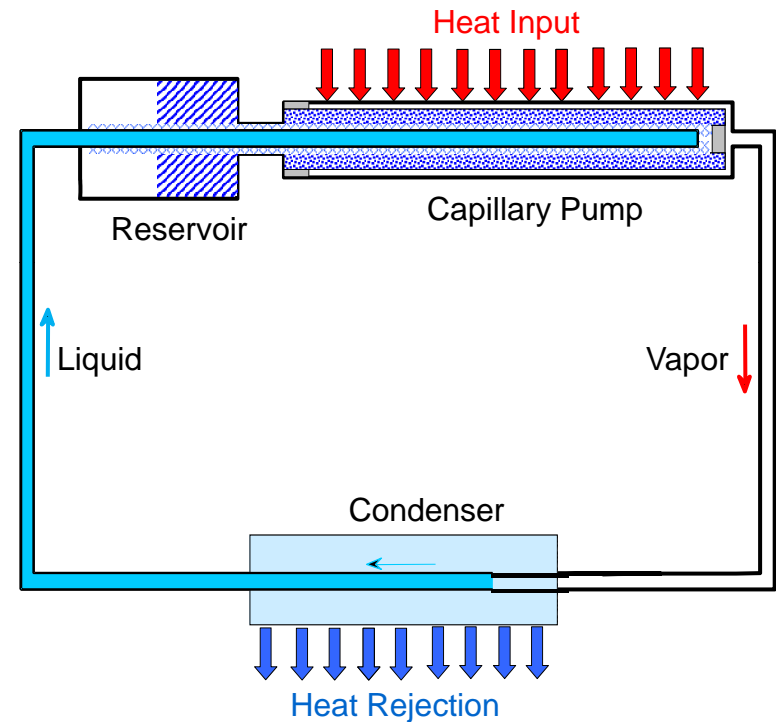 Heat Input
Reservoir
Capillary Pump
Liquid
Vapor
Condenser
Heat Rejection